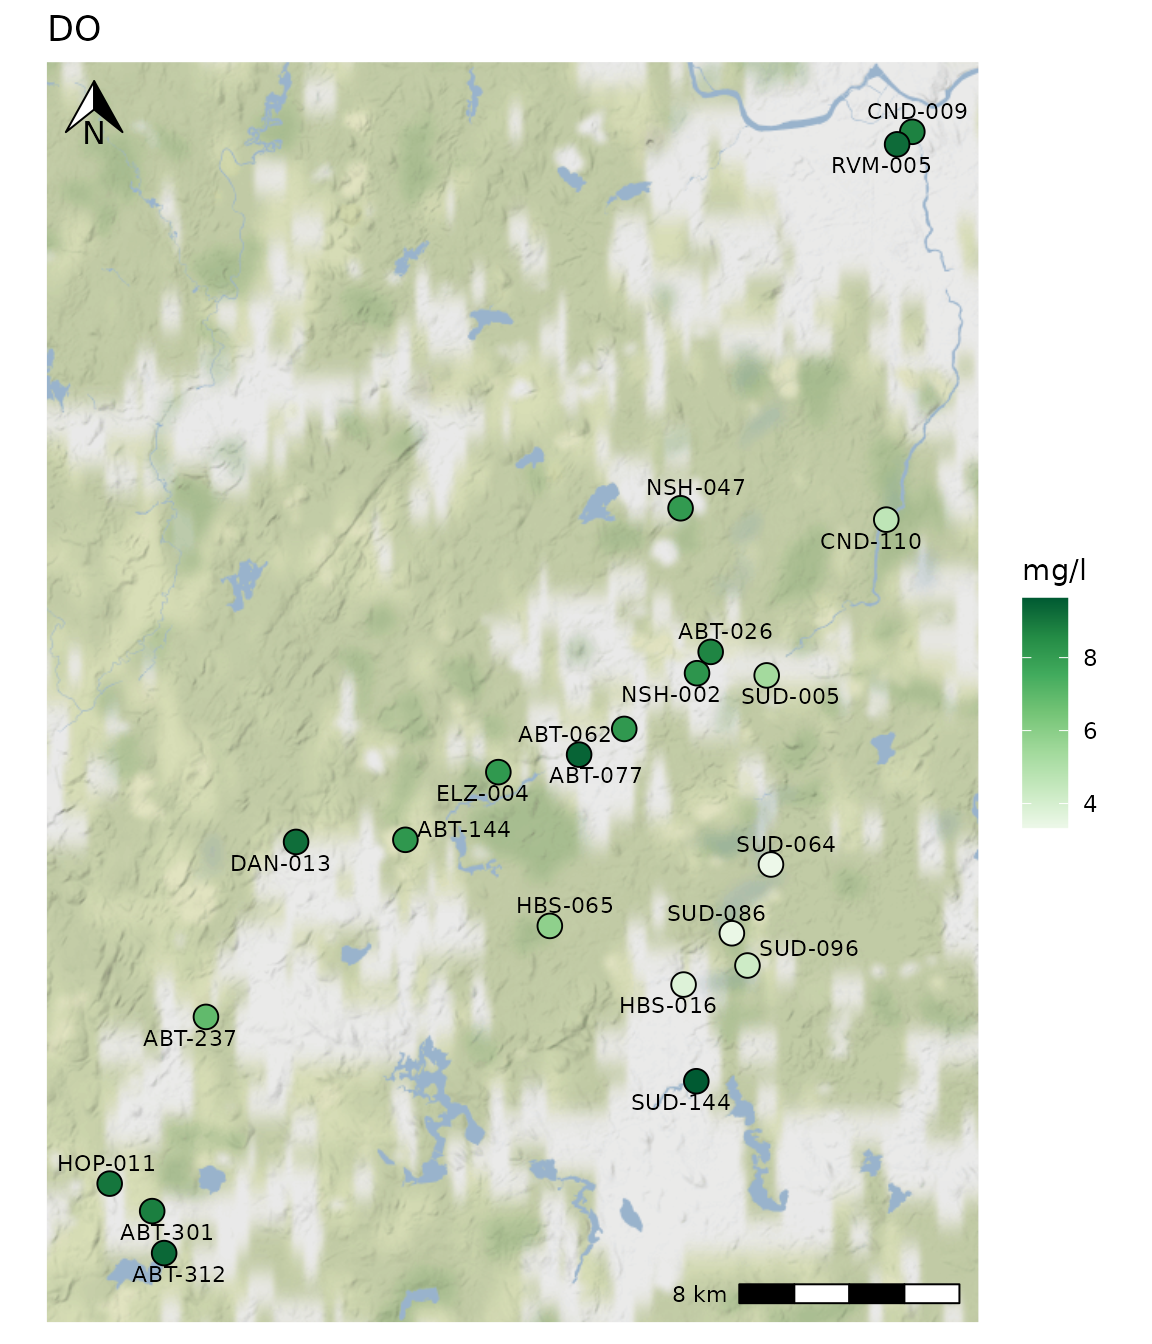 DO
N
CND-009
RVM-005
NSH-047
CND-110
mg/l
ABT-026
8
NSH-002
SUD-005
ABT-062
6
ABT-077
ELZ-004
4
ABT-144
SUD-064
DAN-013
HBS-065
SUD-086
SUD-096
HBS-016
ABT-237
SUD-144
HOP-011
ABT-301
ABT-312
8 km